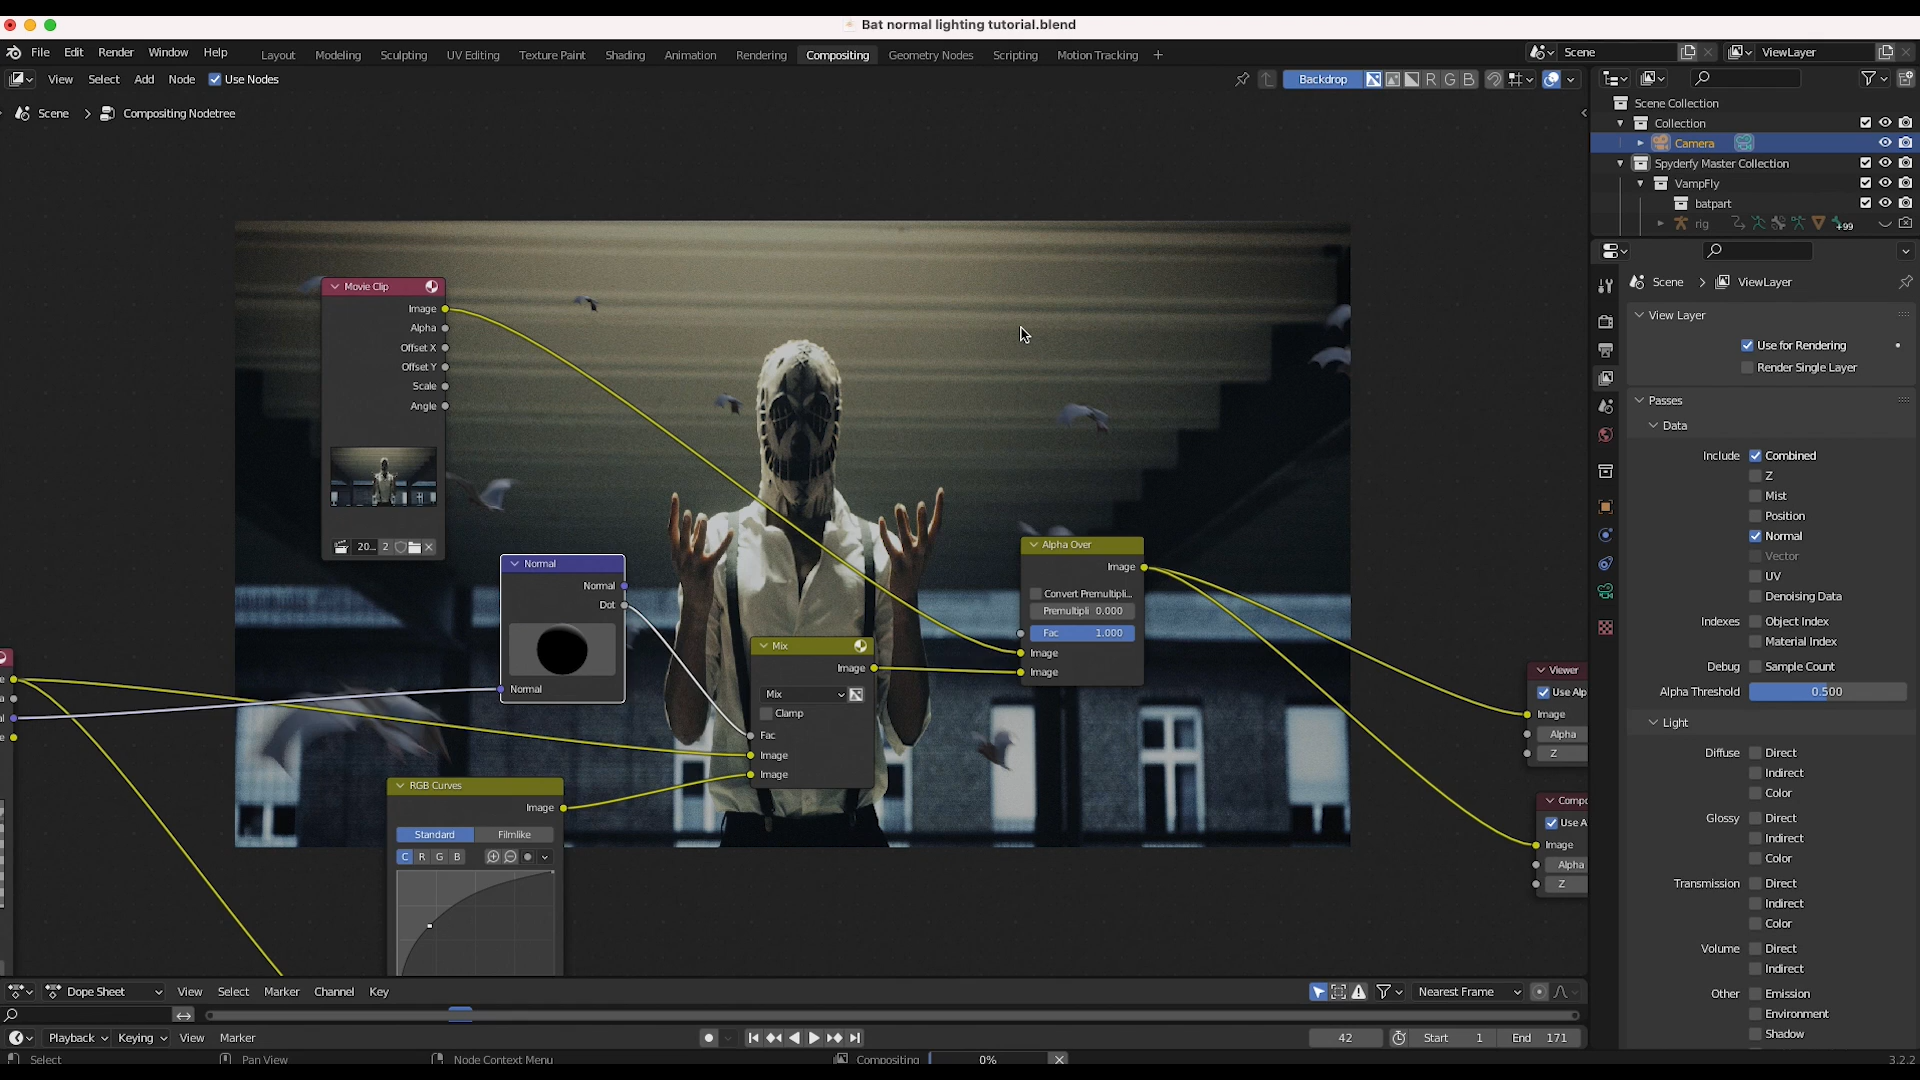 Bat normal lighting tutorial.blend
File Edit Render Window Help
Layout Modeling Sculpting UV Editing Texture Paint Shading Animation Rendering Compositing Geometry Nodes Scripting Motion Tracking +
Scene ViewLayer
View Select Add Node Use Nodes
Backdrop R G B
Scene > Compositing Nodetree
Scene Collection
Collection
Camera
Spyderfy Master Collection
VampFly
batpart
rig +99
Movie Clip
Image
Alpha
Offset X
Offset Y
Scale
Angle
20... 2
Normal
Normal
Dot
Normal
Mix
Image
Mix
Clamp
Fac
Image
Image
RGB Curves
Image
Standard Filmlike
C R G B
Alpha Over
Image
Convert Premultipli...
Premultipli 0.000
Fac 1.000
Image
Image
Viewer
Use Alp
Image
Alpha
Z
Compo
Use A
Image
Alpha
Z
Scene > ViewLayer
View Layer
Use for Rendering
Render Single Layer
Passes
Data
Include Combined
Z
Mist
Position
Normal
Vector
UV
Denoising Data
Indexes Object Index
Material Index
Debug Sample Count
Alpha Threshold 0.500
Light
Diffuse Direct
Indirect
Color
Glossy Direct
Indirect
Color
Transmission Direct
Indirect
Color
Volume Direct
Indirect
Other Emission
Environment
Shadow
Dope Sheet View Select Marker Channel Key
Nearest Frame
Playback Keying View Marker
42 Start 1 End 171
Select Pan View Node Context Menu Compositing 0% 3.2.2